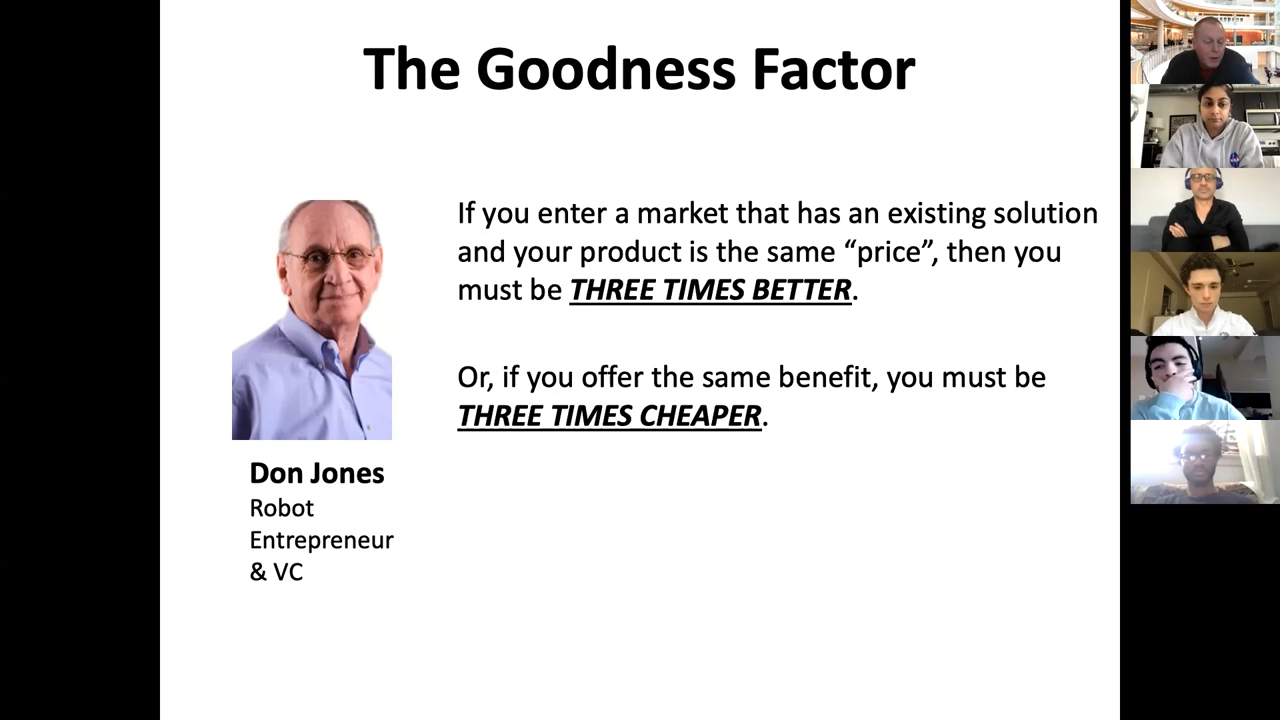 The Goodness Factor
If you enter a market that has an existing solution
and your product is the same “price”, then you
must be THREE TIMES BETTER.
Or, if you offer the same benefit, you must be
THREE TIMES CHEAPER.
Don Jones
Robot
Entrepreneur
& VC